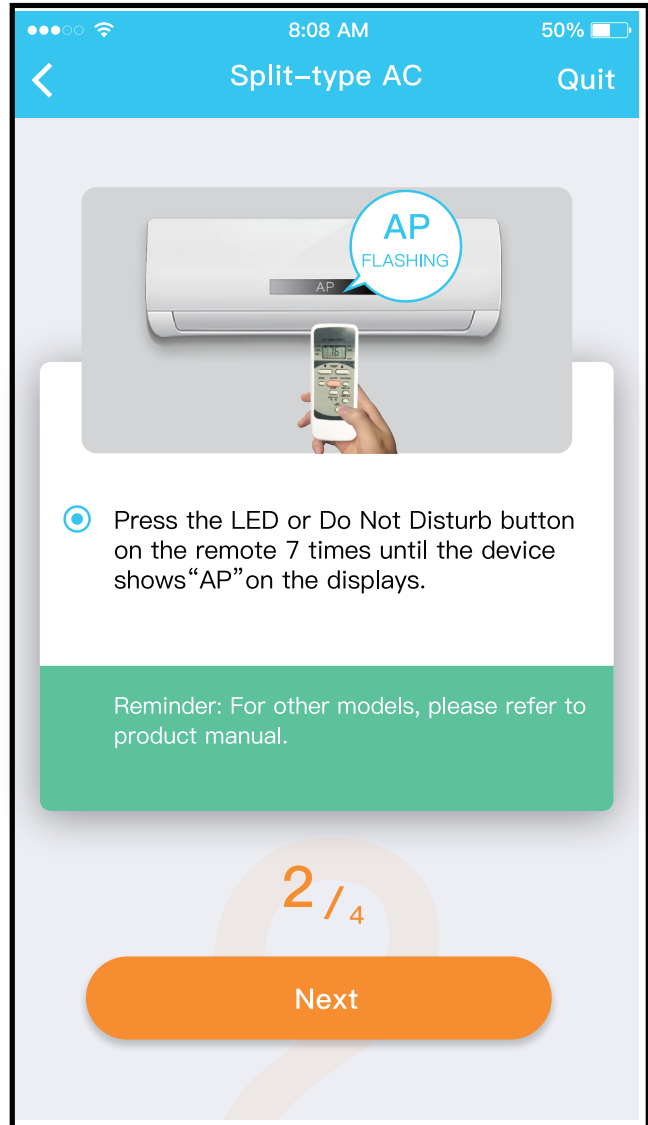 8:08 AM
50%
Split-type AC
Quit
AP
FLASHING
AP
76
Press the LED or Do Not Disturb button
on the remote 7 times until the device
shows“AP”on the displays.
Reminder: For other models, please refer to
product manual.
2/4
Next